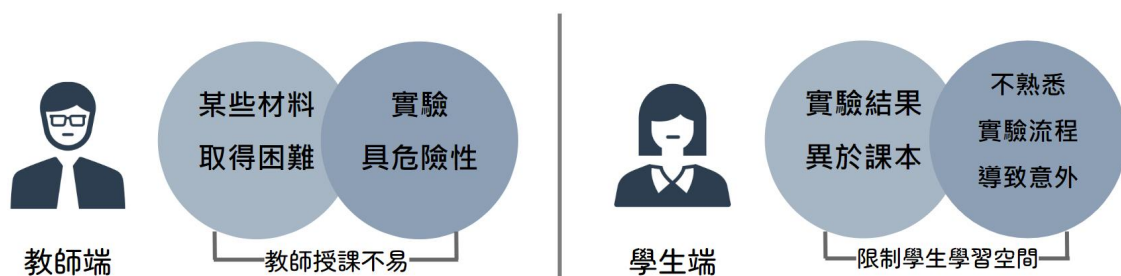 某些材料
取得困難
實驗
具危險性
教師端
教師授課不易
實驗結果
異於課本
不熟悉
實驗流程
導致意外
學生端
限制學生學習空間